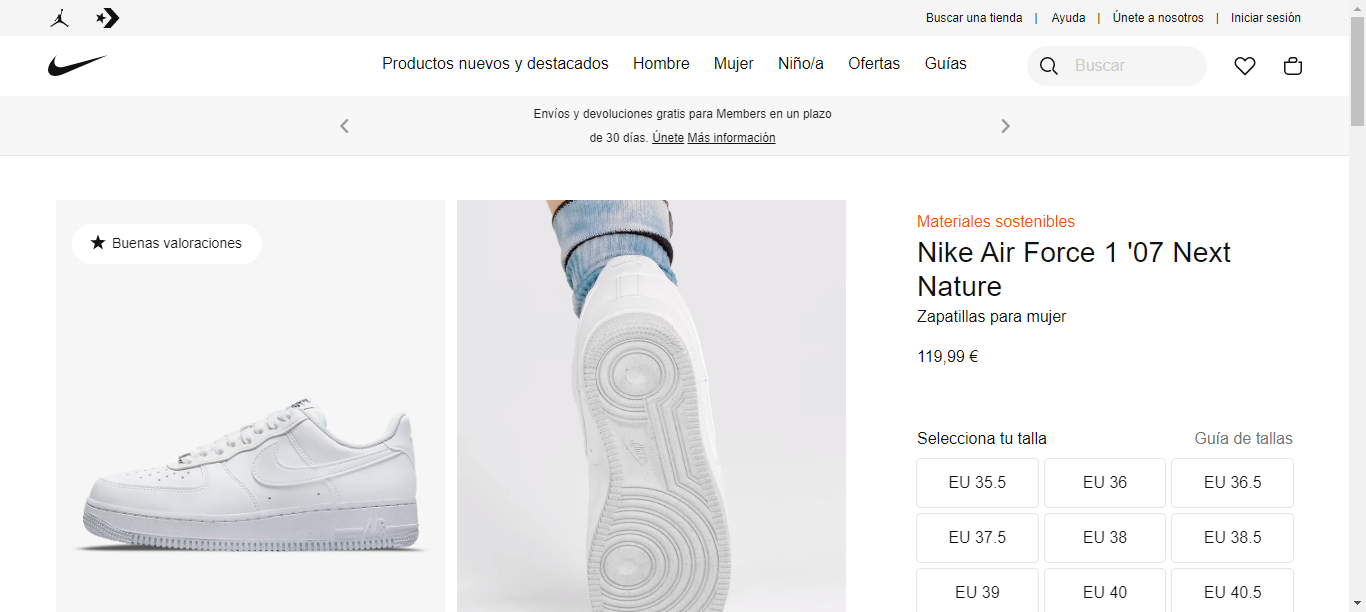 Buscar una tienda | Ayuda | Únete a nosotros | Iniciar sesión
Productos nuevos y destacados Hombre Mujer Niño/a Ofertas Guías Buscar
Envíos y devoluciones gratis para Members en un plazo
de 30 días. Únete Más información
Buenas valoraciones
Materiales sostenibles
Nike Air Force 1 '07 Next
Nature
Zapatillas para mujer
119,99 €
Selecciona tu talla Guía de tallas
EU 35.5 EU 36 EU 36.5
EU 37.5 EU 38 EU 38.5
EU 39 EU 40 EU 40.5